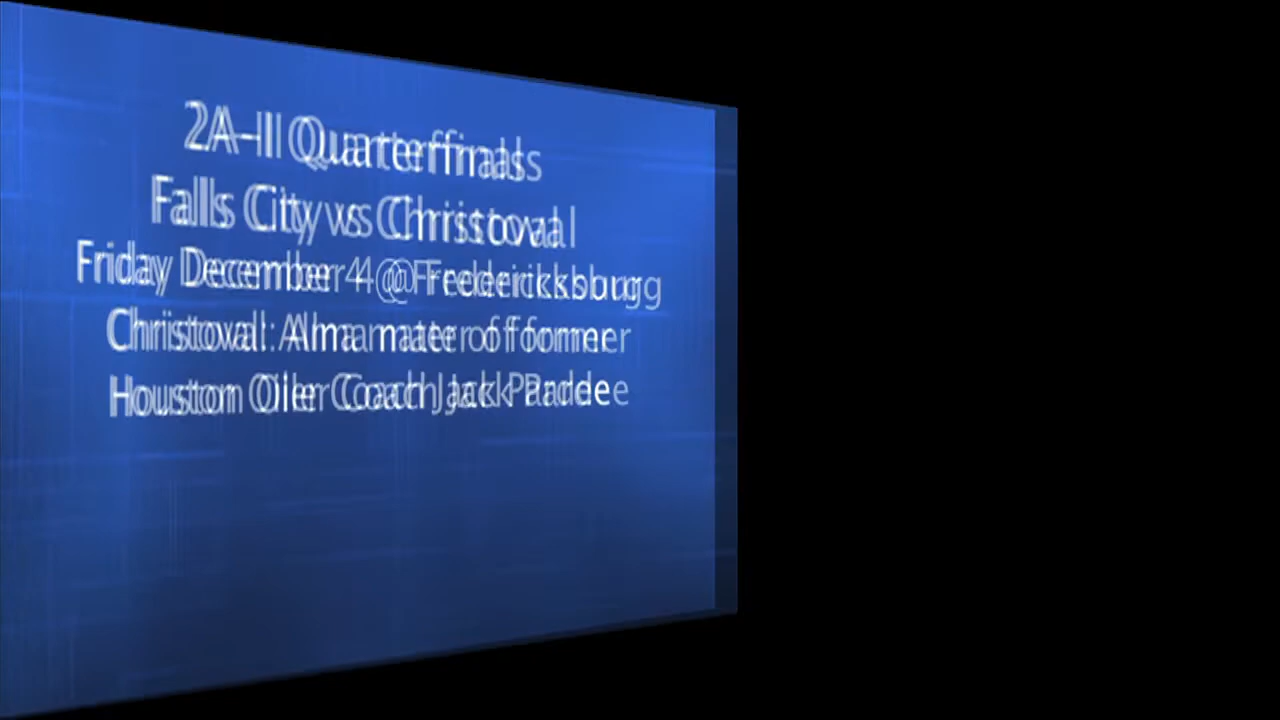 2A-II Quarterfinals
Falls City vs Christoval
Friday December 4 @ Fredericksburg
Christoval: Alma mater of former
Houston Oiler Coach Jack Pardee